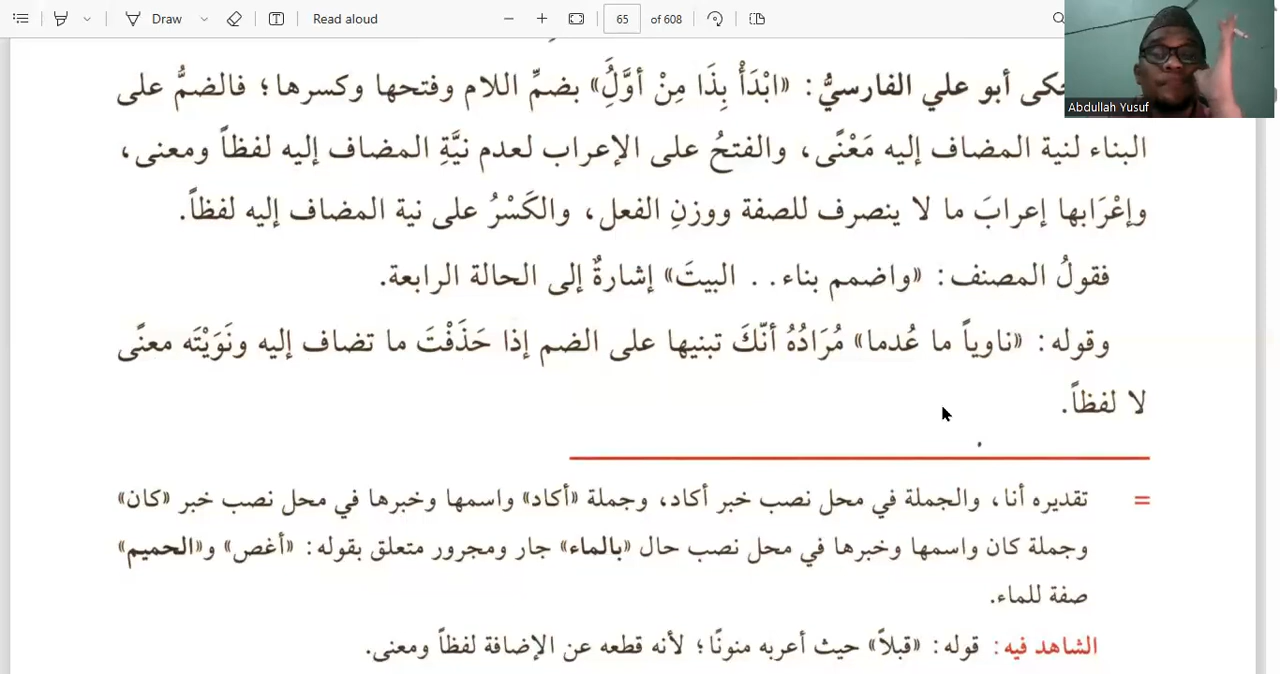 Draw
Read aloud
65
of 608
Abdullah Yusuf
أبو علي الفارسيُّ : «ابْدَأْ بِذَا مِنْ أوَّلَُِ» بضمِّ اللام وفتحها وكسرها؛ فالضمُّ على
البناء لنية المضاف إليه مَعْنًى، والفتحُ على الإعراب لعدم نيَّةِ المضاف إليه لفظاً ومعنى،
وإعْرَابها إعرابَ ما لا ينصرف للصفة ووزنِ الفعل، والكَسْرُ على نية المضاف إليه لفظاً.
فقولُ المصنف: «واضمم بناء.. البيتَ» إشارةٌ إلى الحالة الرابعة.
وقوله: «ناوياً ما عُدما» مُرَادُهُ أنّكَ تبنيها على الضم إذا حَذَفْتَ ما تضاف إليه ونَوَيْتَه معنًى
لا لفظاً.
= تقديره أنا، والجملة في محل نصب خبر أكاد، وجملة «أكاد» واسمها وخبرها في محل نصب خبر «كان»
وجملة كان واسمها وخبرها في محل نصب حال «بالماء» جار ومجرور متعلق بقوله: «أغص» و«الحميم»
صفة للماء.
الشاهد فيه: قوله: «قبلاً» حيث أعربه منونًا؛ لأنه قطعه عن الإضافة لفظاً ومعنى.